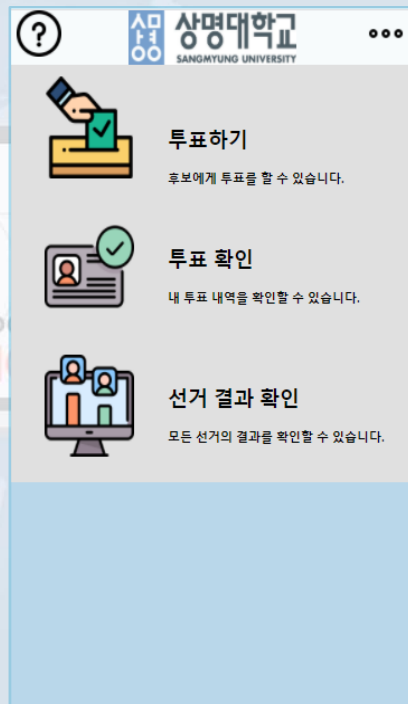 ?
상명 상명대학교
SANGMYUNG UNIVERSITY
투표하기
후보에게 투표를 할 수 있습니다.
투표 확인
내 투표 내역을 확인할 수 있습니다.
선거 결과 확인
모든 선거의 결과를 확인할 수 있습니다.